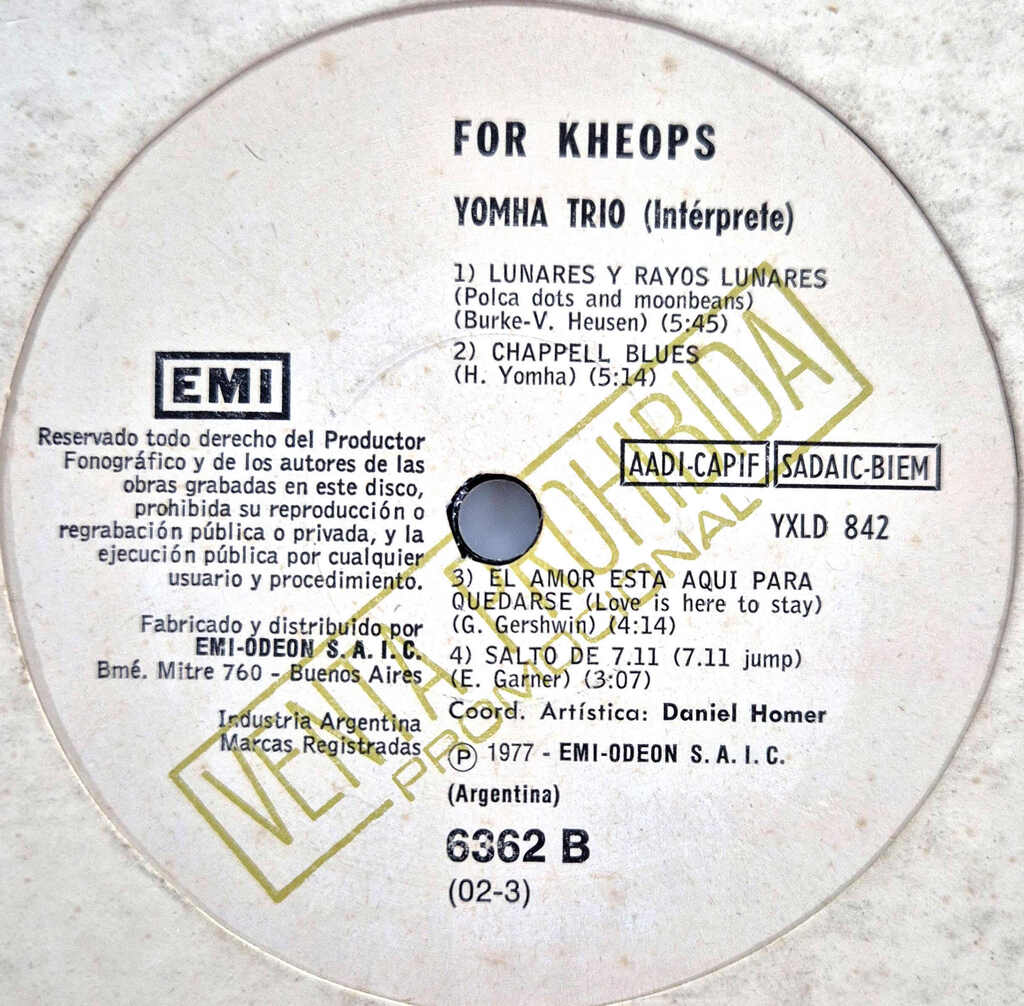 FOR KHEOPS
YOMHA TRIO (Intérprete)
1) LUNARES Y RAYOS LUNARES
(Polca dots and moonbeans)
(Burke-V. Heusen) (5:45)
2) CHAPPELL BLUES
(H. Yomha) (5:14)
EMI
Reservado todo derecho del Productor
Fonográfico y de los autores de las
obras grabadas en este disco,
prohibida su reproducción o
regrabación pública o privada, y la
ejecución pública por cualquier
usuario y procedimiento.
Fabricado y distribuido por
EMI-ODEON S. A. I. C.
Bmé. Mitre 760 - Buenos Aires
Industria Argentina
Marcas Registradas
AADI-CAPIF SADAIC-BIEM
YXLD 842
3) EL AMOR ESTA AQUI PARA
QUEDARSE (Love is here to stay)
(G. Gershwin) (4:14)
4) SALTO DE 7.11 (7.11 jump)
(E. Garner) (3:07)
Coord. Artística: Daniel Homer
Ⓟ 1977 - EMI-ODEON S. A. I. C.
(Argentina)
6362 B
(02-3)
VENTA PROHIBIDA
PROMOCIONAL